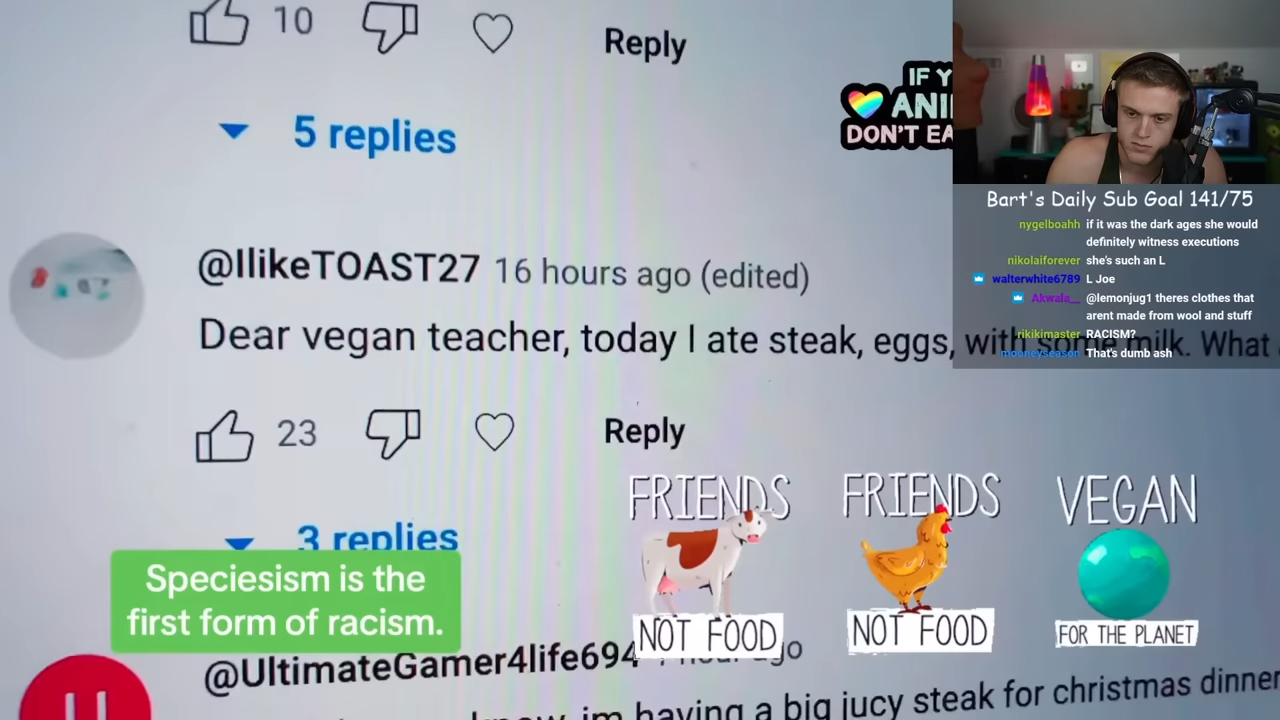 10
Reply
5 replies
IF Y
ANI
DON'T EA
@IlikeTOAST27 16 hours ago (edited)
Dear vegan teacher, today I ate steak, eggs, with some milk. What
23
Reply
3 replies
Speciesism is the
first form of racism.
FRIENDS
NOT FOOD
FRIENDS
NOT FOOD
VEGAN
FOR THE PLANET
@UltimateGamer4life694 hour ago
know, im having a big jucy steak for christmas dinner
Bart's Daily Sub Goal 141/75
nygelboahh if it was the dark ages she would
definitely witness executions
nikolaiforever she's such an L
walterwhite6789 L Joe
Akwala__ @lemonjug1 theres clothes that
arent made from wool and stuff
rikikimaster RACISM?
mooneyseason That's dumb ash